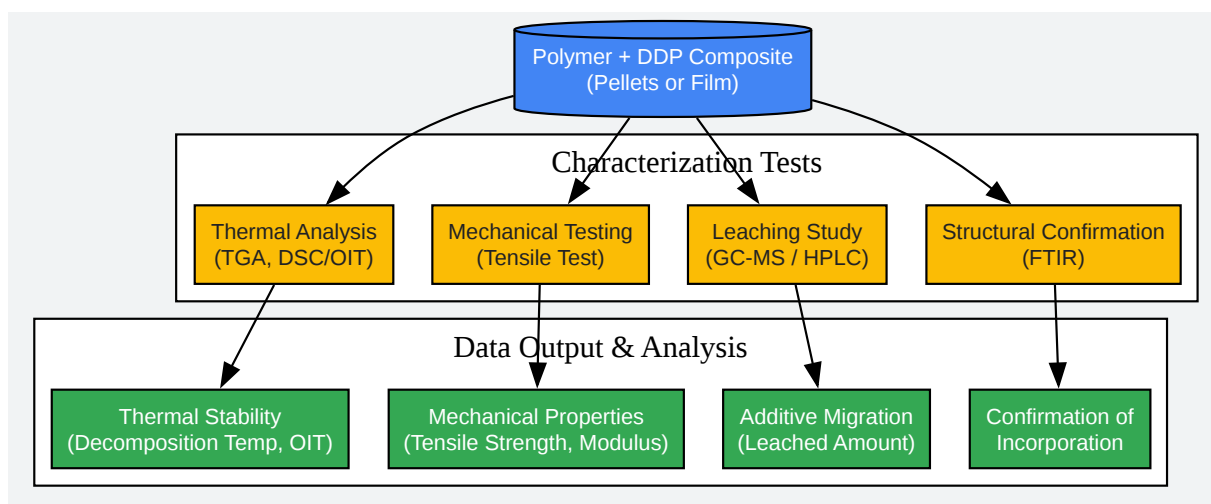 Polymer + DDP Composite
(Pellets or Film)
Characterization Tests
Thermal Analysis
(TGA, DSC/OIT)
Mechanical Testing
(Tensile Test)
Leaching Study
(GC-MS / HPLC)
Structural Confirmation
(FTIR)
Data Output & Analysis
Thermal Stability
(Decomposition Temp, OIT)
Mechanical Properties
(Tensile Strength, Modulus)
Additive Migration
(Leached Amount)
Confirmation of
Incorporation